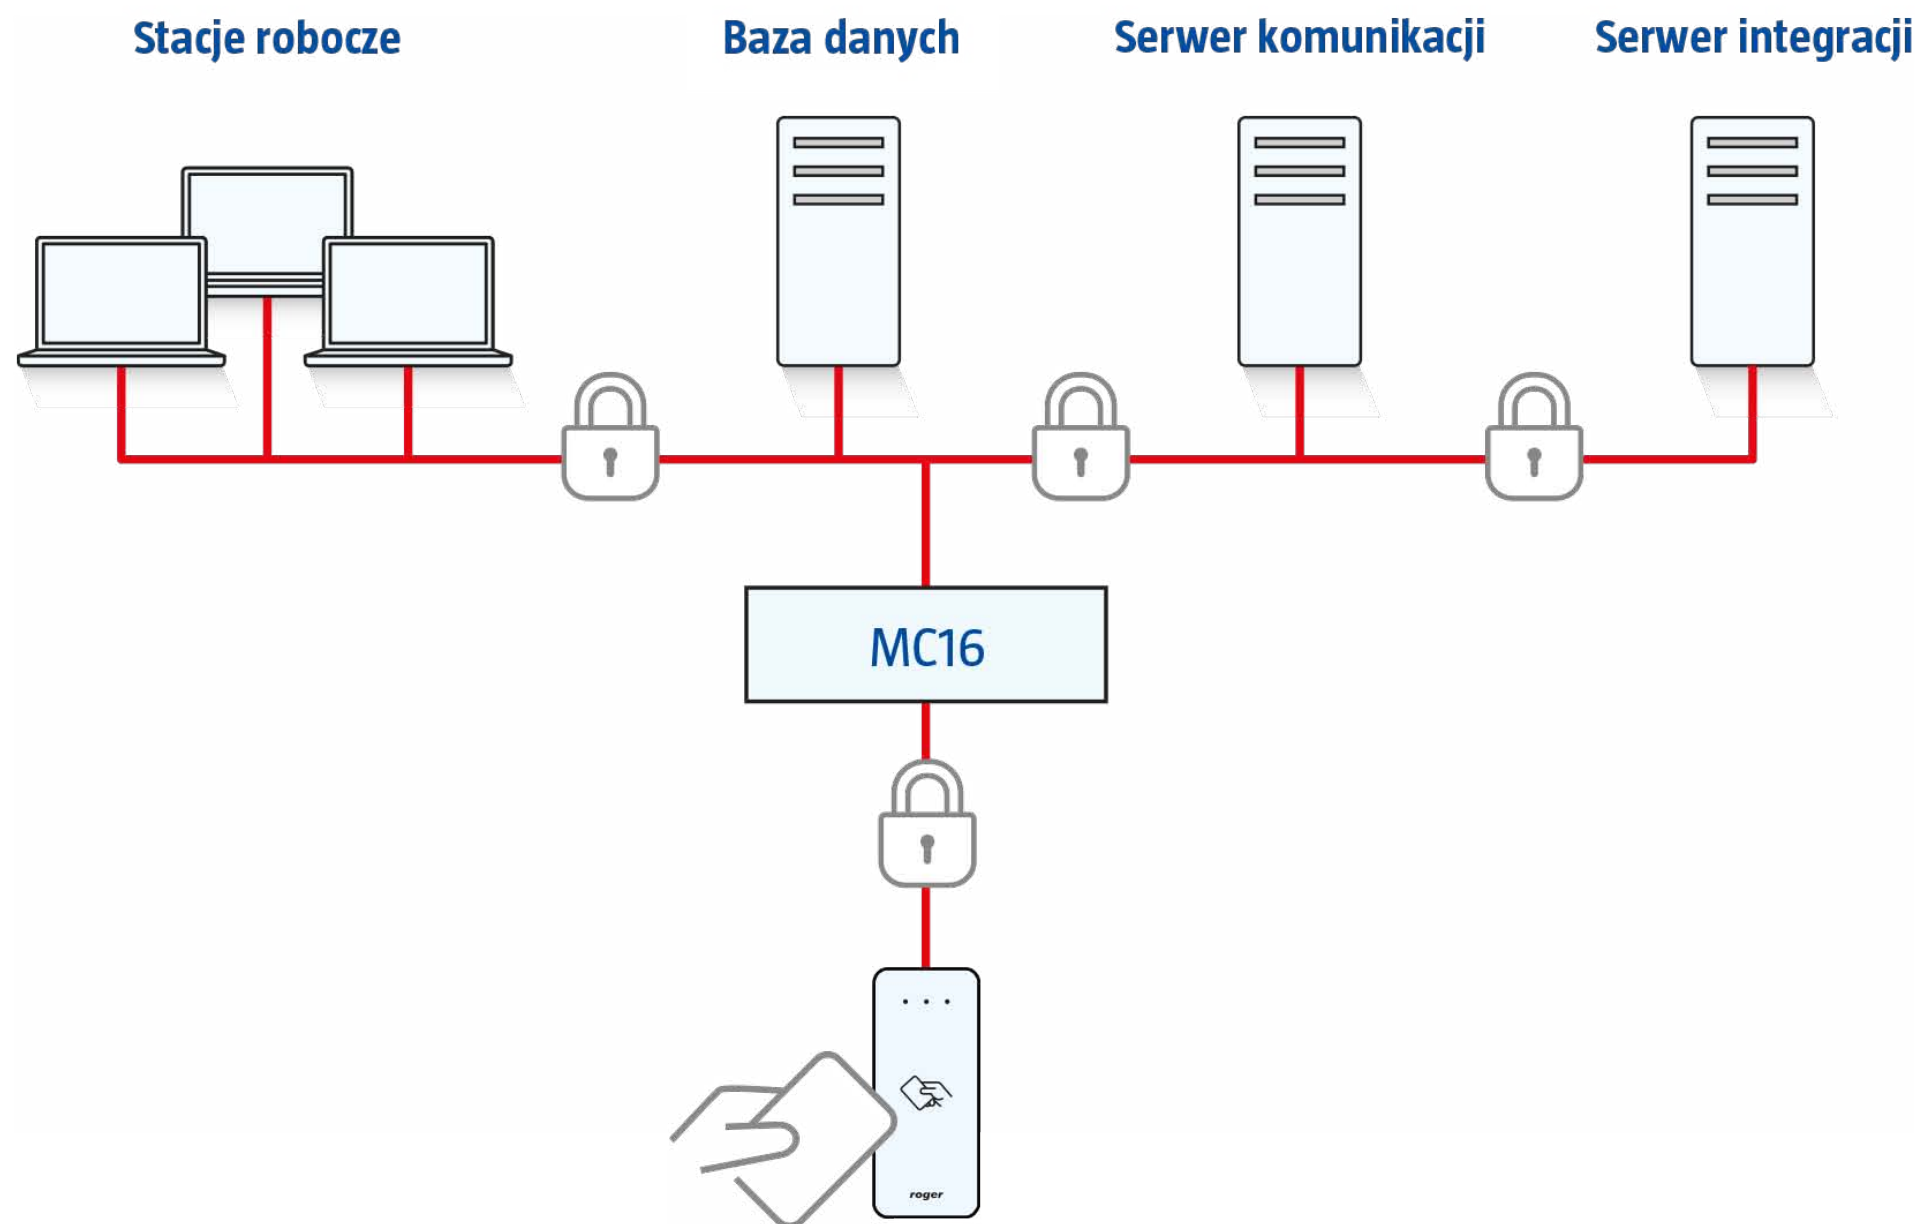 Stacje robocze
Baza danych
Serwer komunikacji
Serwer integracji
MC16
roger